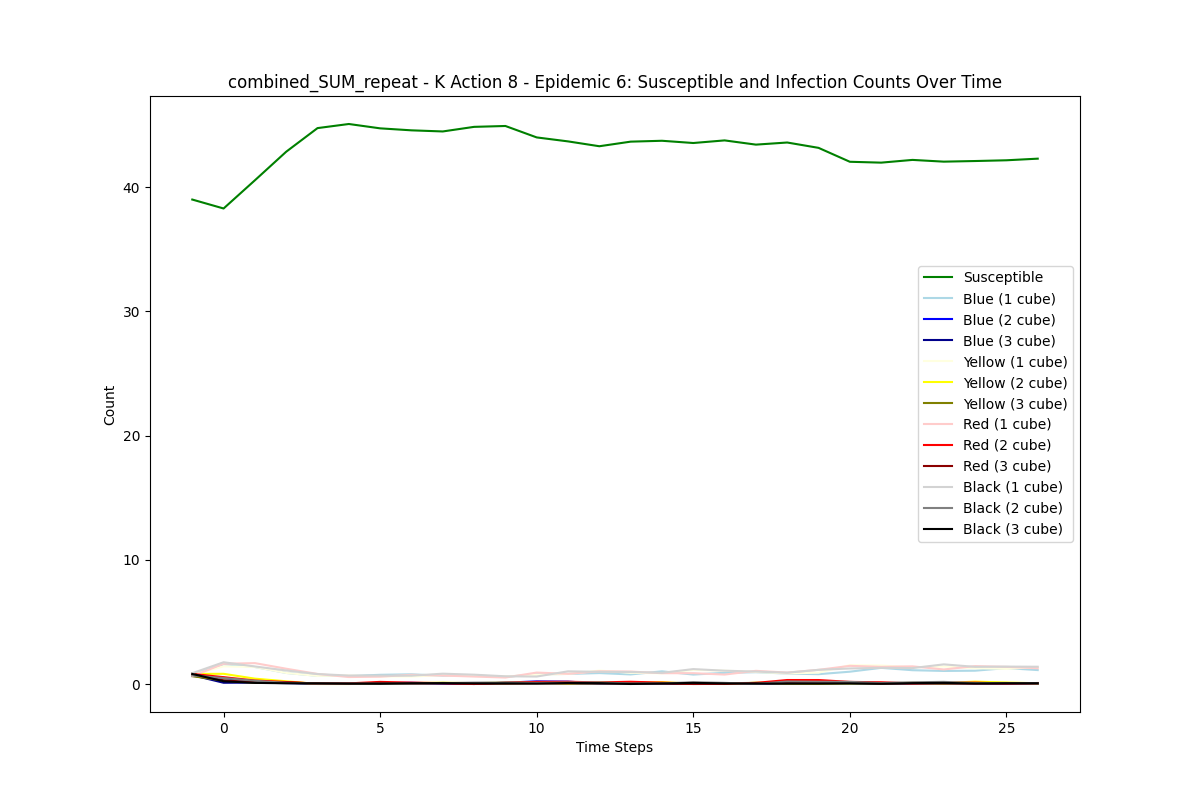 combined_SUM_repeat - K Action 8 - Epidemic 6: Susceptible and Infection Counts Over Time
Count
40
30
20
10
0
Susceptible
Blue (1 cube)
Blue (2 cube)
Blue (3 cube)
Yellow (1 cube)
Yellow (2 cube)
Yellow (3 cube)
Red (1 cube)
Red (2 cube)
Red (3 cube)
Black (1 cube)
Black (2 cube)
Black (3 cube)
0 5 10 15 20 25
Time Steps